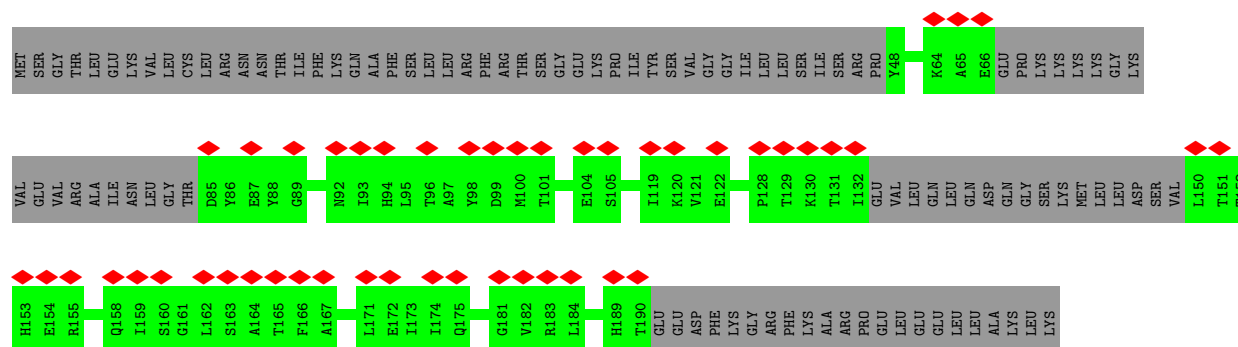 MET SER GLY THR LEU GLU LYS VAL LEU CYS LEU ARG ASN ASN THR ILE PHE LYS GLN ALA PHE SER LEU LEU ARG PHE ARG THR SER GLY GLU LYS PRO ILE TYR SER VAL GLY GLY ILE LEU LEU SER ILE SER ARG PRO Y48 K64 A65 E66 GLU PRO LYS LYS LYS LYS GLY LYS
VAL GLU VAL ARG ALA ILE ASN LEU GLY THR D85 Y86 E87 Y88 G89 N92 I93 H94 L95 T96 A97 Y98 D99 M100 T101 E104 S105 I119 K120 V121 E122 P128 T129 K130 T131 I132 GLU VAL LEU GLN LEU GLN ASP GLN GLY SER LYS MET LEU LEU ASP SER VAL L150 T151 T152
H153 E154 R155 Q158 I159 S160 G161 L162 S163 A164 T165 F166 A167 L171 E172 I173 I174 Q175 G181 V182 R183 L184 H189 T190 GLU GLU ASP PHE LYS GLY ARG PHE LYS ALA ARG PRO GLU LEU GLU GLU LEU LEU ALA LYS LEU LYS